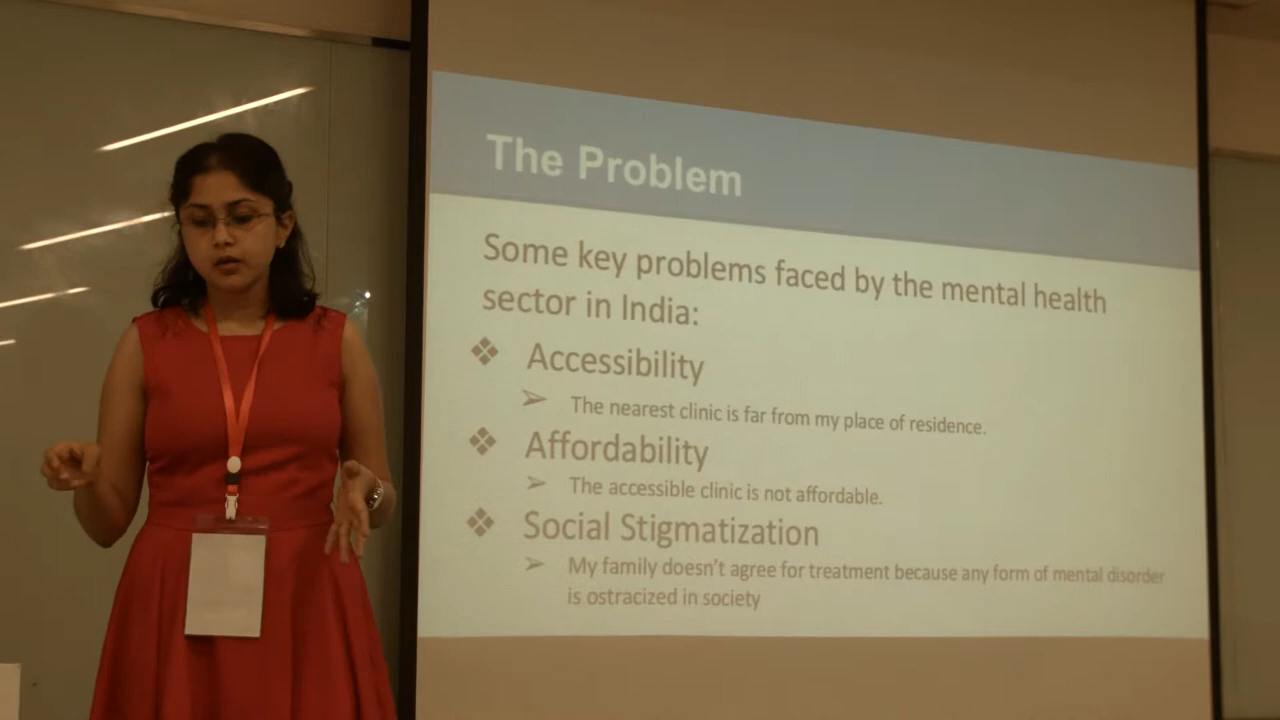 The Problem
Some key problems faced by the mental health
sector in India:
❖ Accessibility
➢ The nearest clinic is far from my place of residence.
❖ Affordability
➢ The accessible clinic is not affordable.
❖ Social Stigmatization
➢ My family doesn't agree for treatment because any form of mental disorder
is ostracized in society